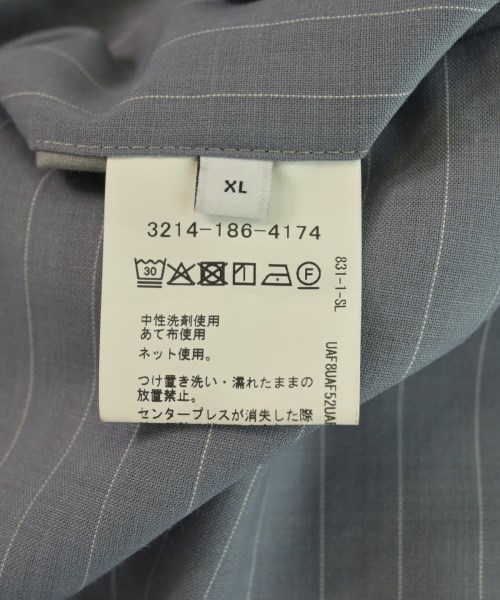 XL
3214-186-4174
30 F
中性洗剤使用
あて布使用
ネット使用。
つけ置き洗い・濡れたままの
放置禁止。
センタープレスが消失した際
831-1-SL
UAF8UAF52UAF